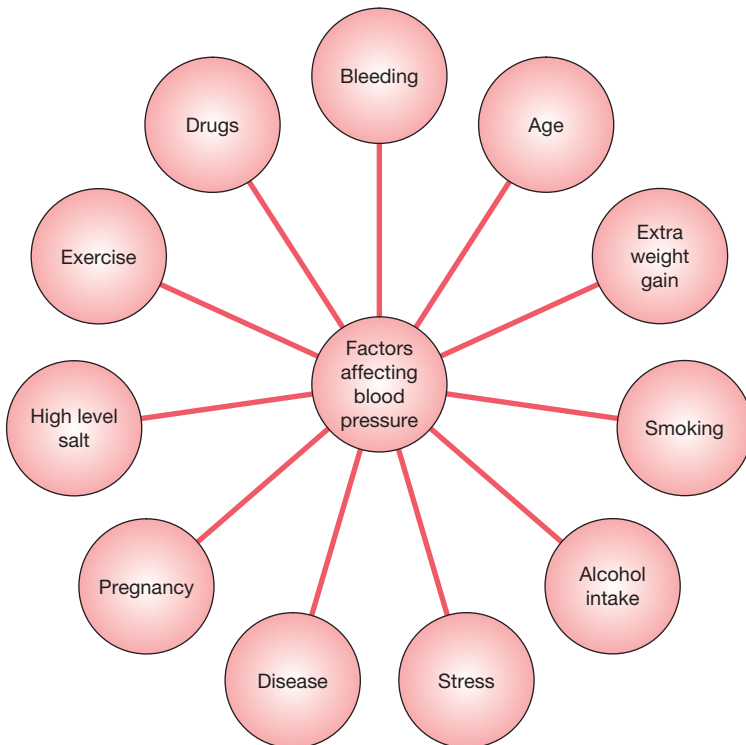 Bleeding
Age
Extra
weight
gain
Smoking
Alcohol
intake
Stress
Disease
Pregnancy
High level
salt
Exercise
Drugs
Factors
affecting
blood
pressure